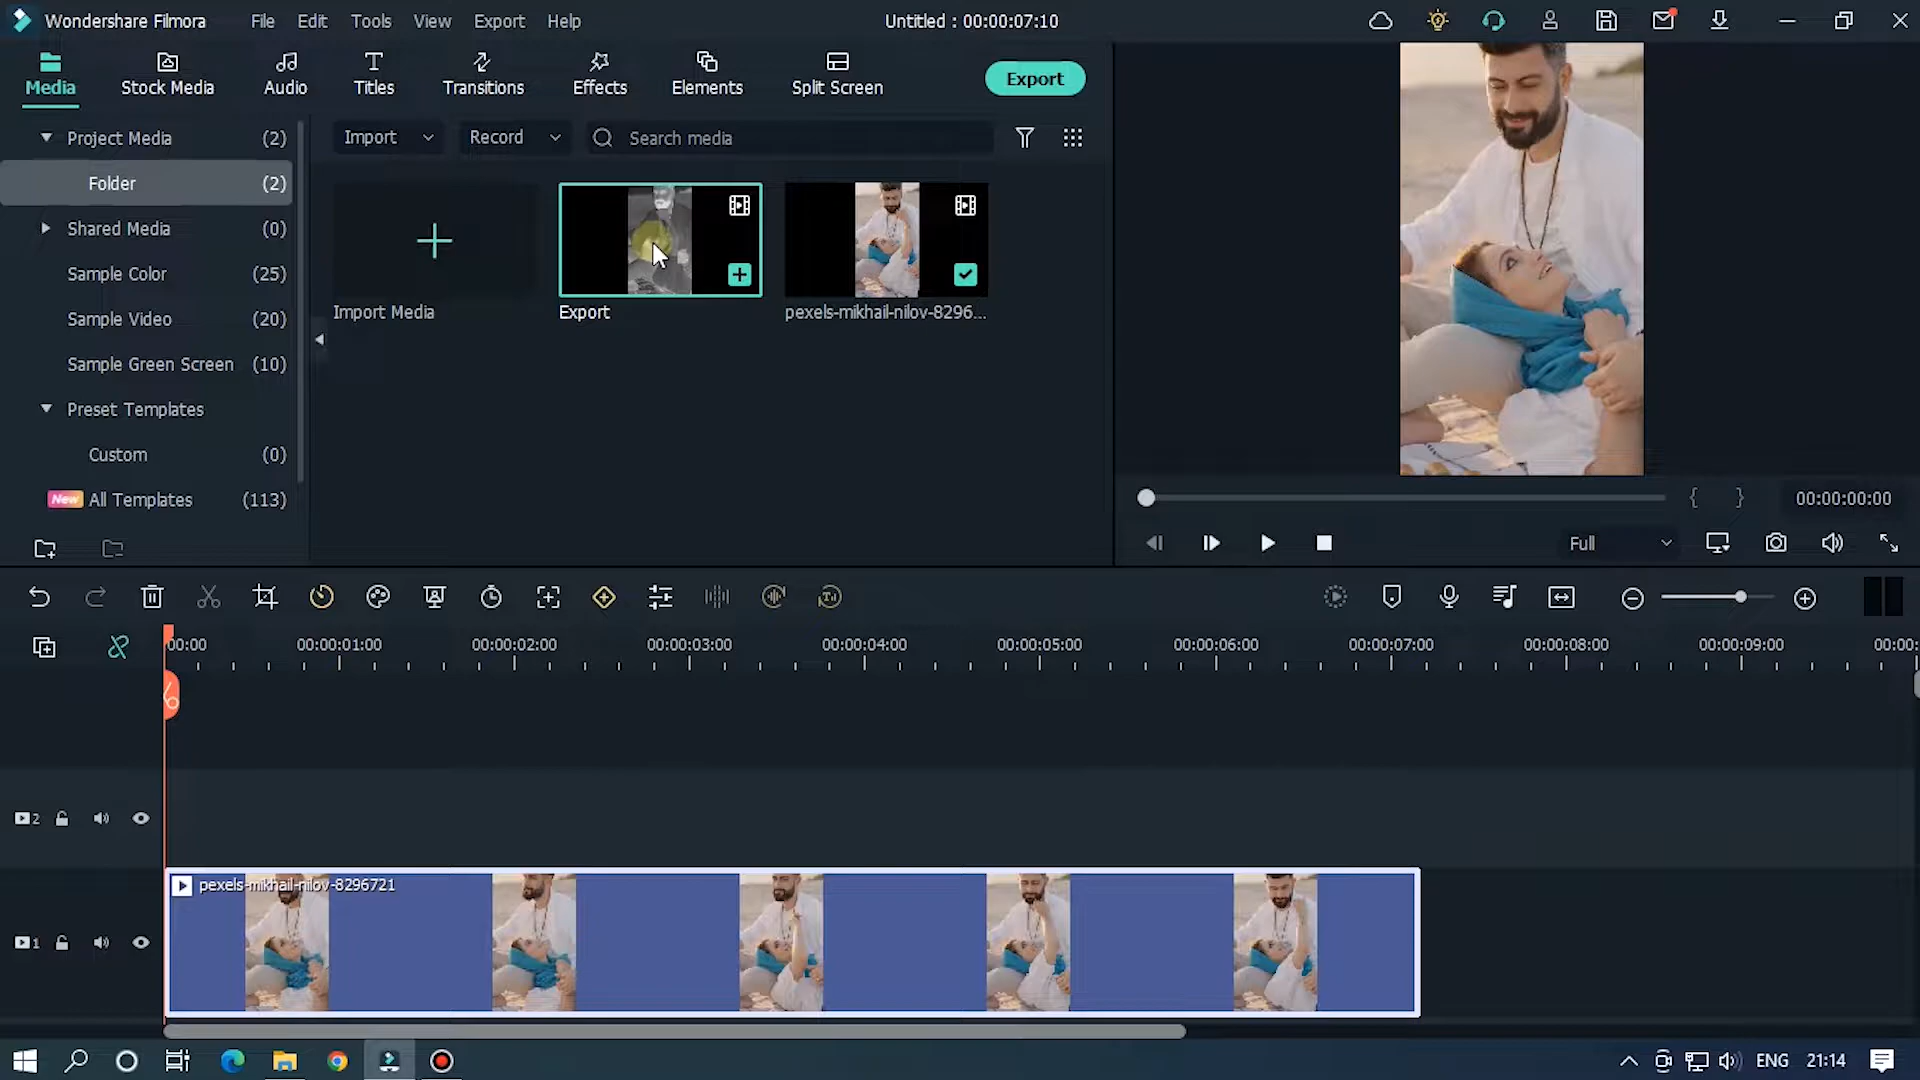 Wondershare Filmora File Edit Tools View Export Help Untitled : 00:00:07:10
Media Stock Media Audio Titles Transitions Effects Elements Split Screen Export
Project Media (2) Import Record Search media
Folder (2)
Shared Media (0)
Sample Color (25)
Import Media Export pexels-mikhail-nilov-8296...
Sample Video (20)
Sample Green Screen (10)
Preset Templates
Custom (0)
New All Templates (113)
{ } 00:00:00:00
Full
00:00 00:00:01:00 00:00:02:00 00:00:03:00 00:00:04:00 00:00:05:00 00:00:06:00 00:00:07:00 00:00:08:00 00:00:09:00 00:00:
2
pexels-mikhail-nilov-8296721
1
ENG 21:14